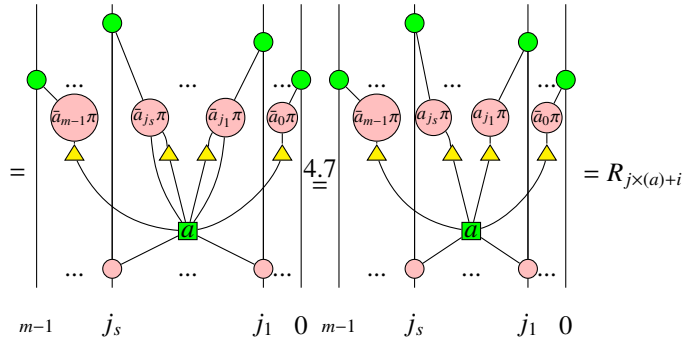 ... ... ...
ā_{m−1}π ā_{j_s}π ā_{j_1}π ā_0π ā_{m−1}π a_{j_s}π a_{j_1}π ā_0π
= 4.7 = = R_{j×(a)+i}
a a
... ... ... ... ... ...
m−1 j_s j_1 0 m−1 j_s j_1 0